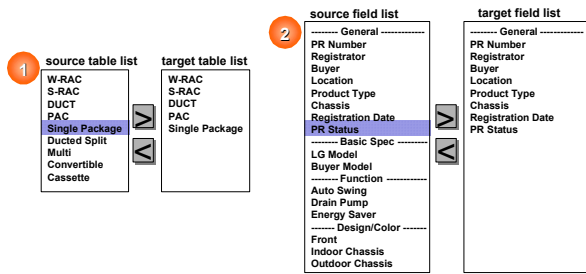 1
source table list
W-RAC
S-RAC
DUCT
PAC
Single Package
Ducted Split
Multi
Convertible
Cassette
>
<
target table list
W-RAC
S-RAC
DUCT
PAC
Single Package
2
source field list
-------- General -------------
PR Number
Registrator
Buyer
Location
Product Type
Chassis
Registration Date
PR Status
-------- Basic Spec ---------
LG Model
Buyer Model
-------- Function ------------
Auto Swing
Drain Pump
Energy Saver
------- Design/Color -------
Front
Indoor Chassis
Outdoor Chassis
>
<
target field list
-------- General -------------
PR Number
Registrator
Buyer
Location
Product Type
Chassis
Registration Date
PR Status